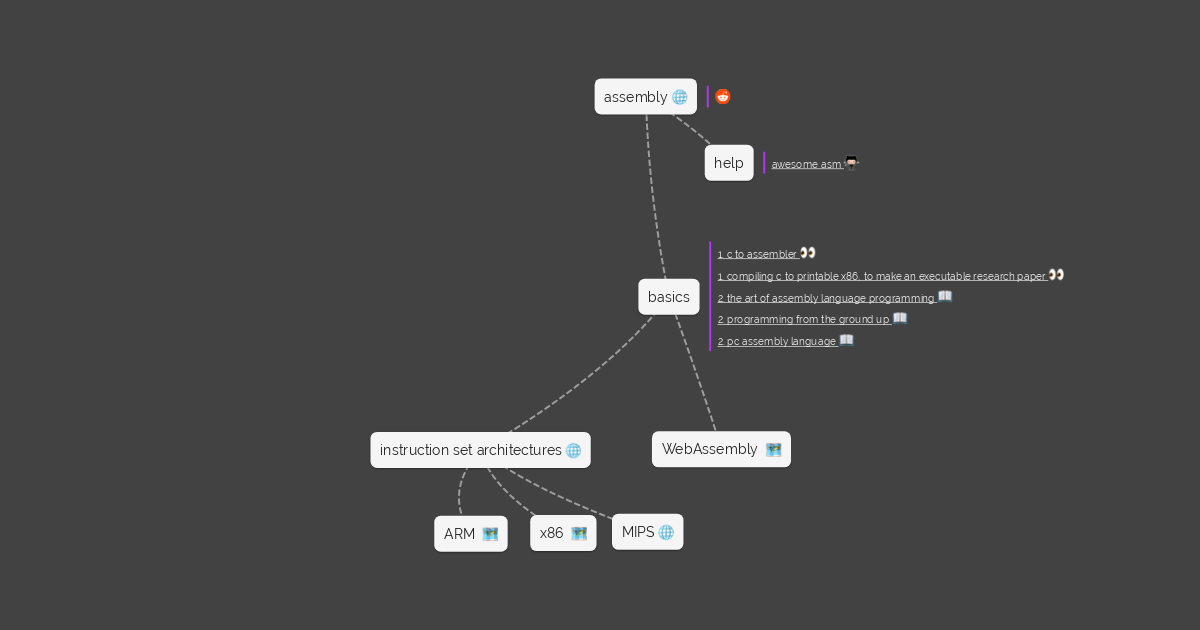 assembly
help
awesome asm
basics
1. c to assembler
1. compiling c to printable x86, to make an executable research paper
2. the art of assembly language programming
2. programming from the ground up
2. pc assembly language
instruction set architectures
WebAssembly
ARM
x86
MIPS